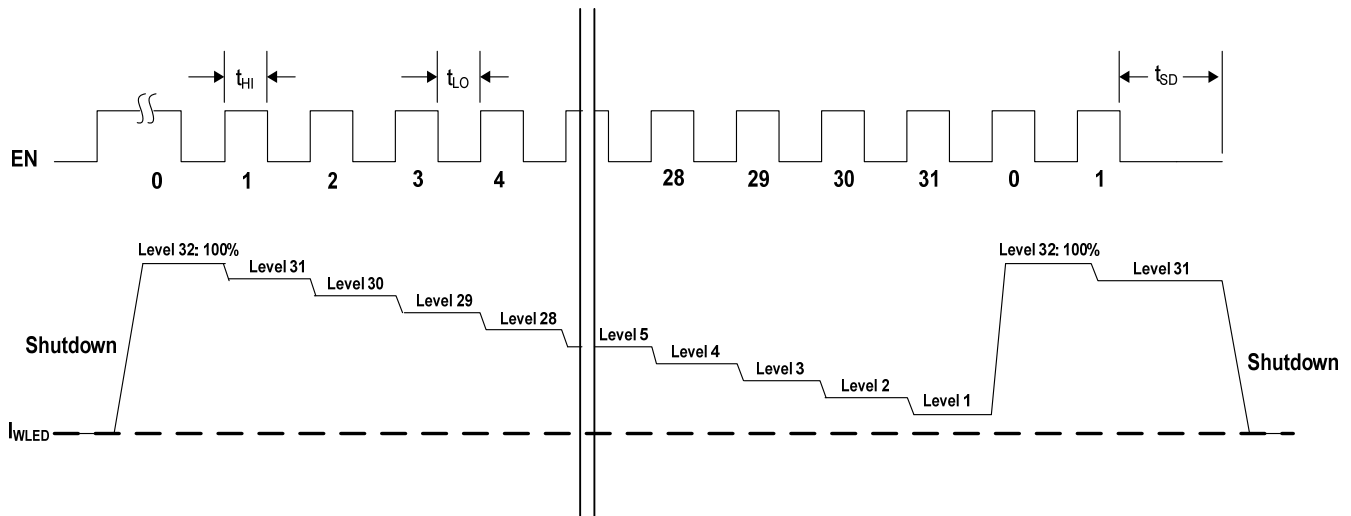 tHI
tLO
tSD
EN
0 1 2 3 4 28 29 30 31 0 1
Level 32: 100%
Level 31
Level 30
Level 29
Level 28
Level 5
Level 4
Level 3
Level 2
Level 1
Level 32: 100%
Level 31
Shutdown
Shutdown
IWLED